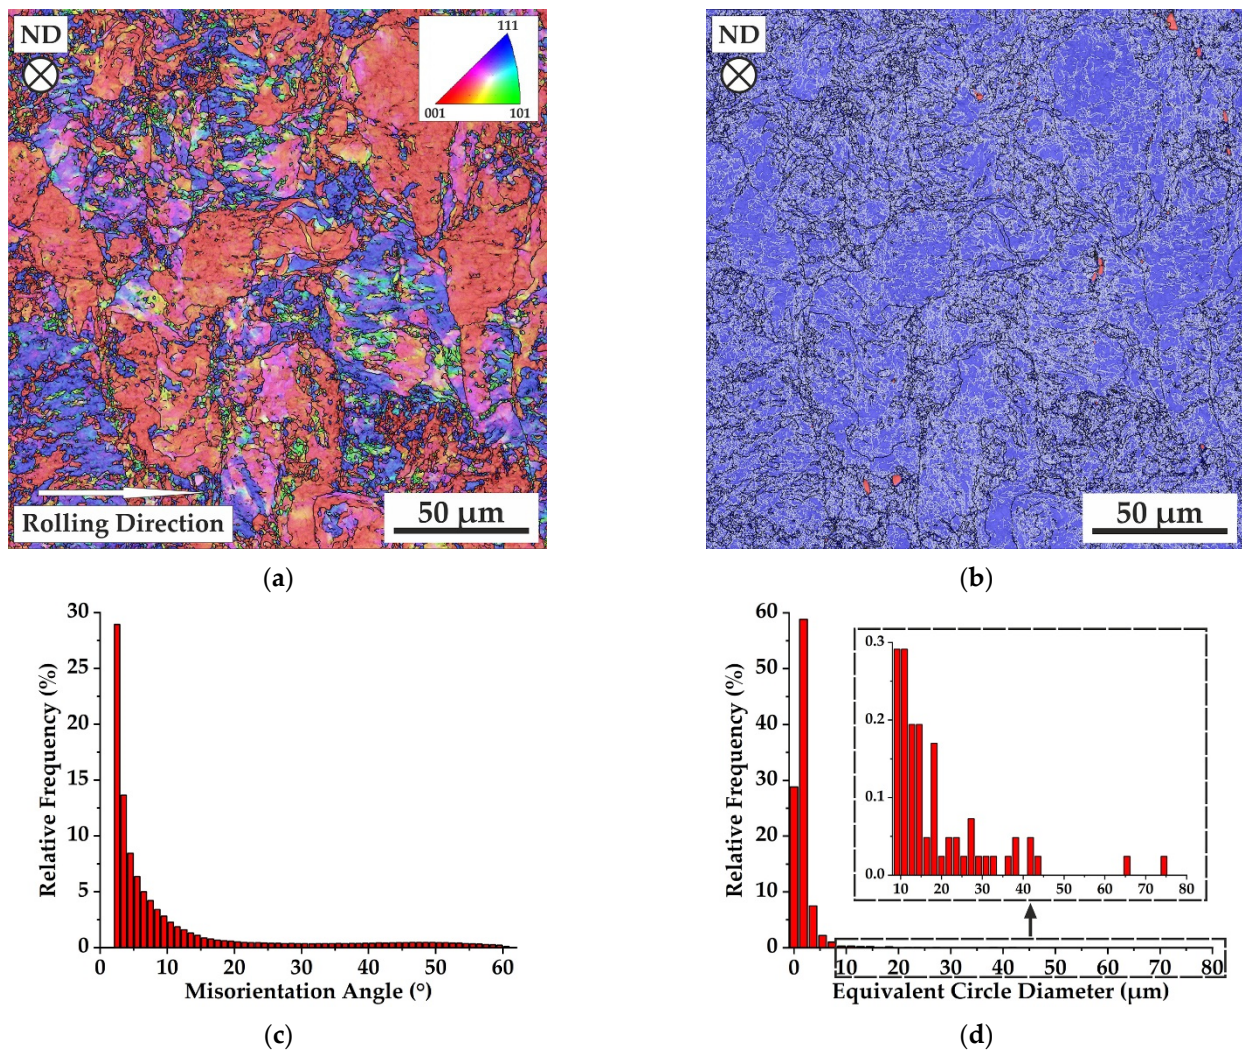 ND
111
001
101
Rolling Direction
50 µm
(a)
ND
50 µm
(b)
30
25
20
15
10
5
0
Relative Frequency (%)
0 10 20 30 40 50 60
Misorientation Angle (°)
(c)
60
50
40
30
20
10
0
Relative Frequency (%)
0.3
0.2
0.1
0.0
10 20 30 40 50 60 70 80
0 10 20 30 40 50 60 70 80
Equivalent Circle Diameter (µm)
(d)